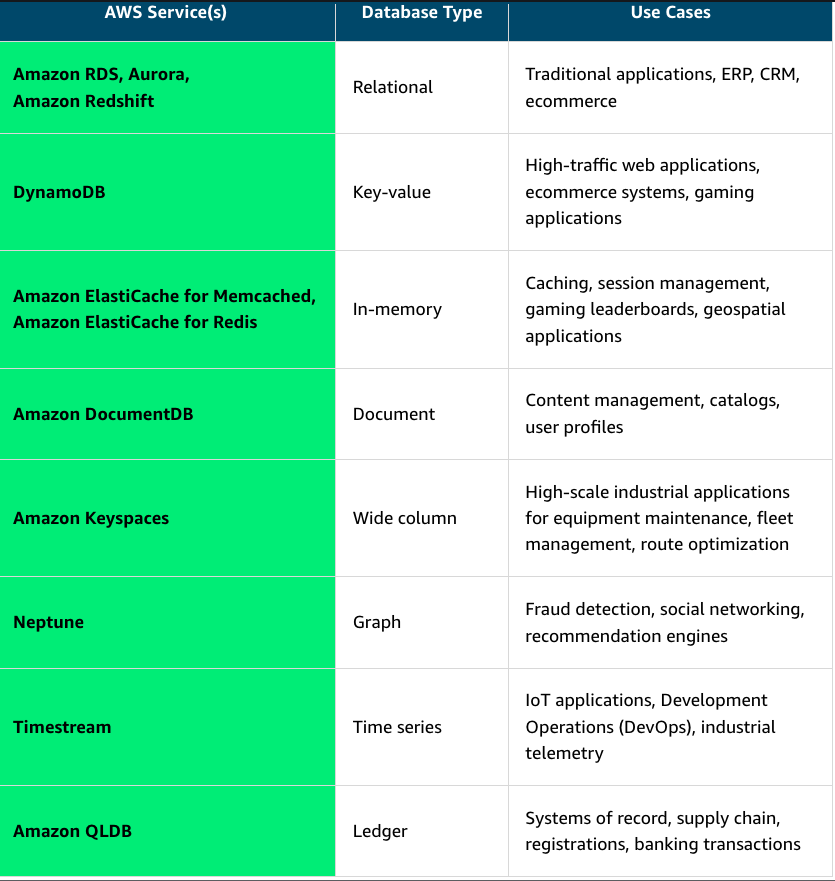 AWS Service(s)
Database Type
Use Cases
Amazon RDS, Aurora,
Amazon Redshift
Relational
Traditional applications, ERP, CRM,
ecommerce
DynamoDB
Key-value
High-traffic web applications,
ecommerce systems, gaming
applications
Amazon ElastiCache for Memcached,
Amazon ElastiCache for Redis
In-memory
Caching, session management,
gaming leaderboards, geospatial
applications
Amazon DocumentDB
Document
Content management, catalogs,
user profiles
Amazon Keyspaces
Wide column
High-scale industrial applications
for equipment maintenance, fleet
management, route optimization
Neptune
Graph
Fraud detection, social networking,
recommendation engines
Timestream
Time series
IoT applications, Development
Operations (DevOps), industrial
telemetry
Amazon QLDB
Ledger
Systems of record, supply chain,
registrations, banking transactions